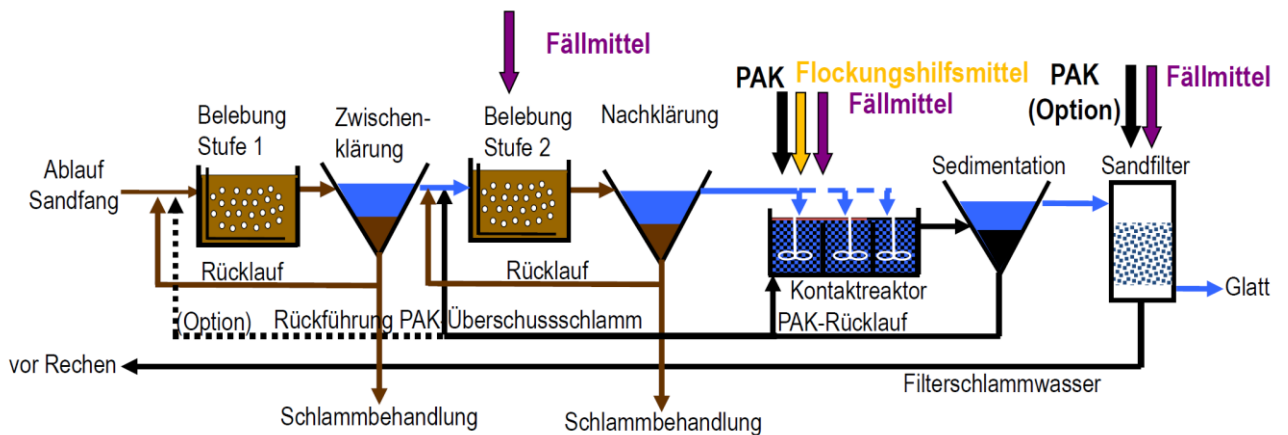 Fällmittel
PAK
Flockungshilfsmittel
Fällmittel
PAK
(Option)
Fällmittel
Belebung
Stufe 1
Zwischen-
klärung
Belebung
Stufe 2
Nachklärung
Sedimentation
Sandfilter
Ablauf
Sandfang
Rücklauf
Rücklauf
Kontaktreaktor
Glatt
(Option)
Rückführung PAK-Überschussschlamm
PAK-Rücklauf
vor Rechen
Filterschlammwasser
Schlammbehandlung
Schlammbehandlung